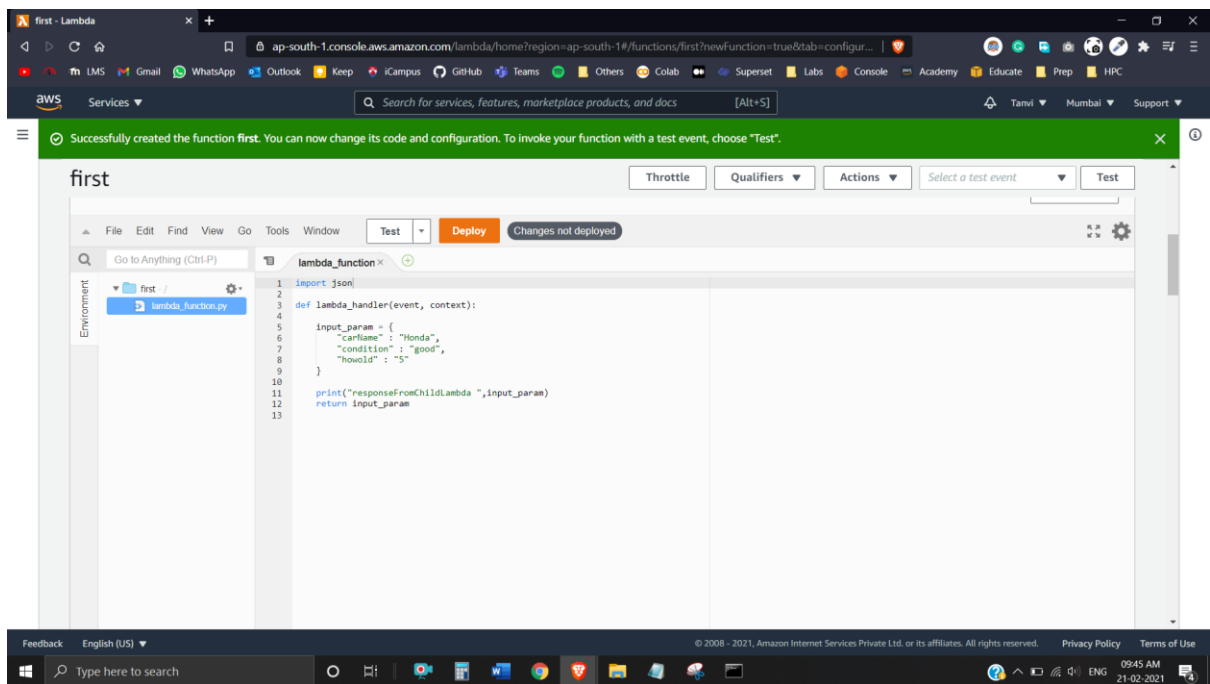 first - Lambda
ap-south-1.console.aws.amazon.com/lambda/home?region=ap-south-1#/functions/first?newFunction=true&tab=configur...
LMS Gmail WhatsApp Outlook Keep iCampus GitHub Teams Others Colab Superset Labs Console Academy Educate Prep HPC
aws Services Search for services, features, marketplace products, and docs [Alt+S] Tanvi Mumbai Support
Successfully created the function first. You can now change its code and configuration. To invoke your function with a test event, choose "Test".
first Throttle Qualifiers Actions Select a test event Test
File Edit Find View Go Tools Window Test Deploy Changes not deployed
Go to Anything (Ctrl-P) lambda_function
Environment
first - /
lambda_function.py
1 import json
2
3 def lambda_handler(event, context):
4
5 input_param = {
6 "carName" : "Honda",
7 "condition" : "good",
8 "howold" : "5"
9 }
10
11 print("responseFromChildLambda ",input_param)
12 return input_param
13
Feedback English (US) © 2008 - 2021, Amazon Internet Services Private Ltd. or its affiliates. All rights reserved. Privacy Policy Terms of Use
Type here to search ENG 09:45 AM
21-02-2021 4